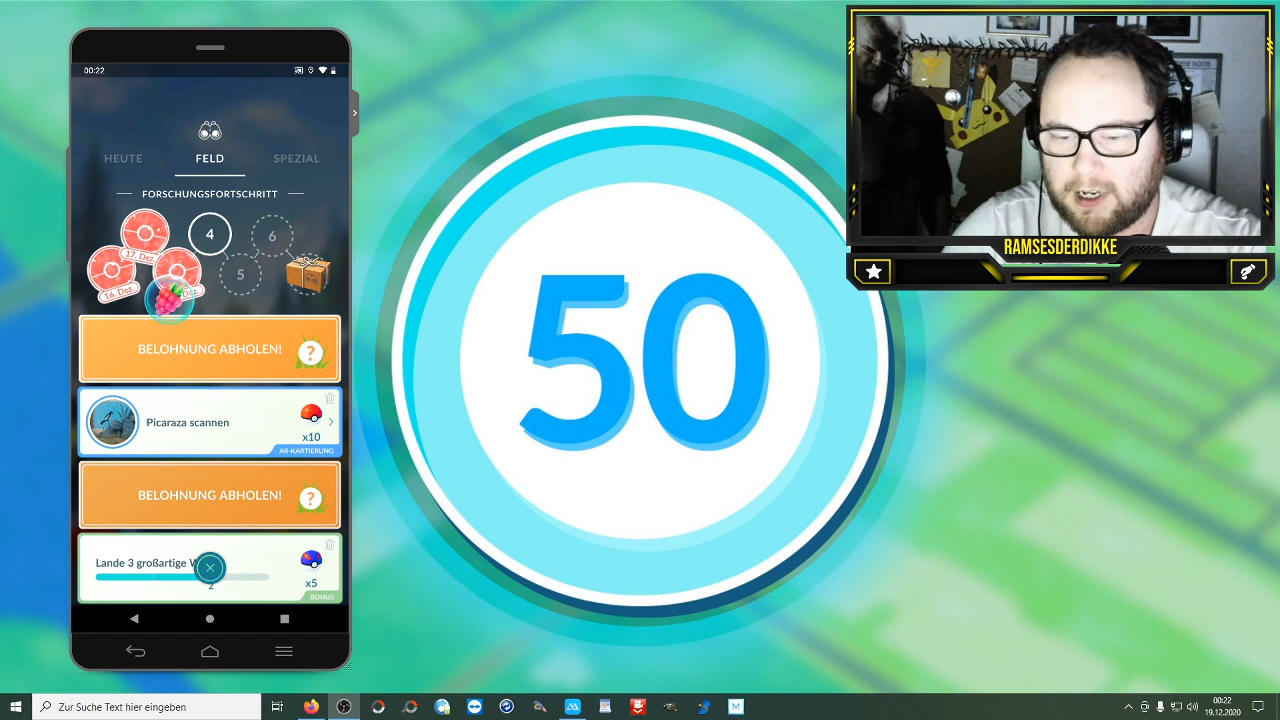 00:22
HEUTE
FELD
SPEZIAL
FORSCHUNGSFORTSCHRITT
4
6
17. Dez.
5
16. Dez.
Dez.
BELOHNUNG ABHOLEN!
?
Picaraza scannen
x10
AR-KARTIERUNG
BELOHNUNG ABHOLEN!
?
Lande 3 großartige W
2
x5
BONUS
50
WOCHE
RAMSESDERDIKKE
Zur Suche Text hier eingeben
M
00:22
19.12.2020